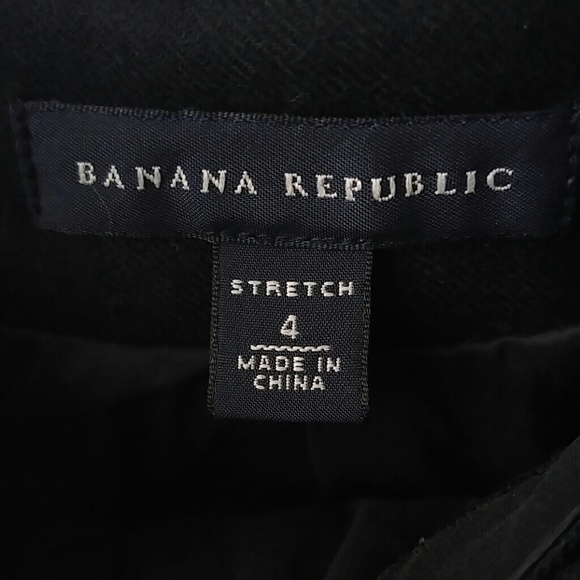 BANANA REPUBLIC
STRETCH
4
MADE IN
CHINA